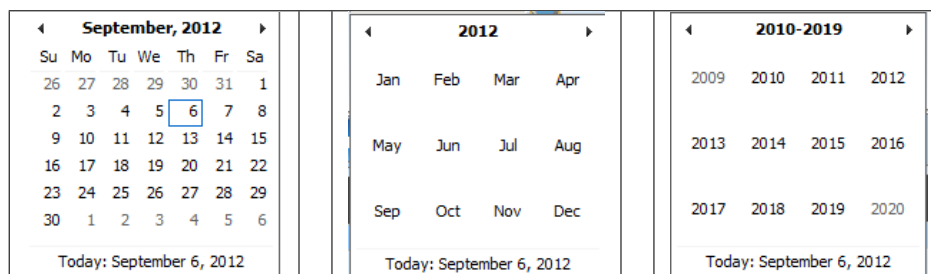 September, 2012
Su Mo Tu We Th Fr Sa
26 27 28 29 30 31 1
2 3 4 5 6 7 8
9 10 11 12 13 14 15
16 17 18 19 20 21 22
23 24 25 26 27 28 29
30 1 2 3 4 5 6
Today: September 6, 2012
2012
Jan Feb Mar Apr
May Jun Jul Aug
Sep Oct Nov Dec
Today: September 6, 2012
2010-2019
2009 2010 2011 2012
2013 2014 2015 2016
2017 2018 2019 2020
Today: September 6, 2012